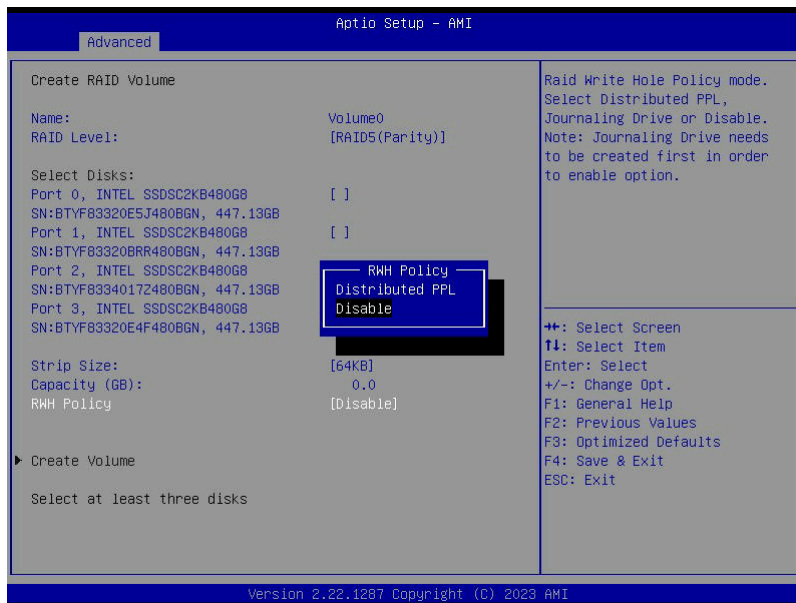 Aptio Setup - AMI
Advanced
Create RAID Volume
Name: Volume0
RAID Level: [RAID5(Parity)]
Select Disks:
Port 0, INTEL SSDSC2KB480G8 [ ]
SN:BTYF83320E5J480BGN, 447.13GB
Port 1, INTEL SSDSC2KB480G8 [ ]
SN:BTYF83320BRR480BGN, 447.13GB
Port 2, INTEL SSDSC2KB480G8
SN:BTYF8334017Z480BGN, 447.13GB
Port 3, INTEL SSDSC2KB480G8
SN:BTYF83320E4F480BGN, 447.13GB
RWH Policy
Distributed PPL
Disable
Strip Size: [64KB]
Capacity (GB): 0.0
RWH Policy [Disable]
Create Volume
Select at least three disks
Raid Write Hole Policy mode.
Select Distributed PPL,
Journaling Drive or Disable.
Note: Journaling Drive needs
to be created first in order
to enable option.
→←: Select Screen
↑↓: Select Item
Enter: Select
+/-: Change Opt.
F1: General Help
F2: Previous Values
F3: Optimized Defaults
F4: Save & Exit
ESC: Exit
Version 2.22.1287 Copyright (C) 2023 AMI